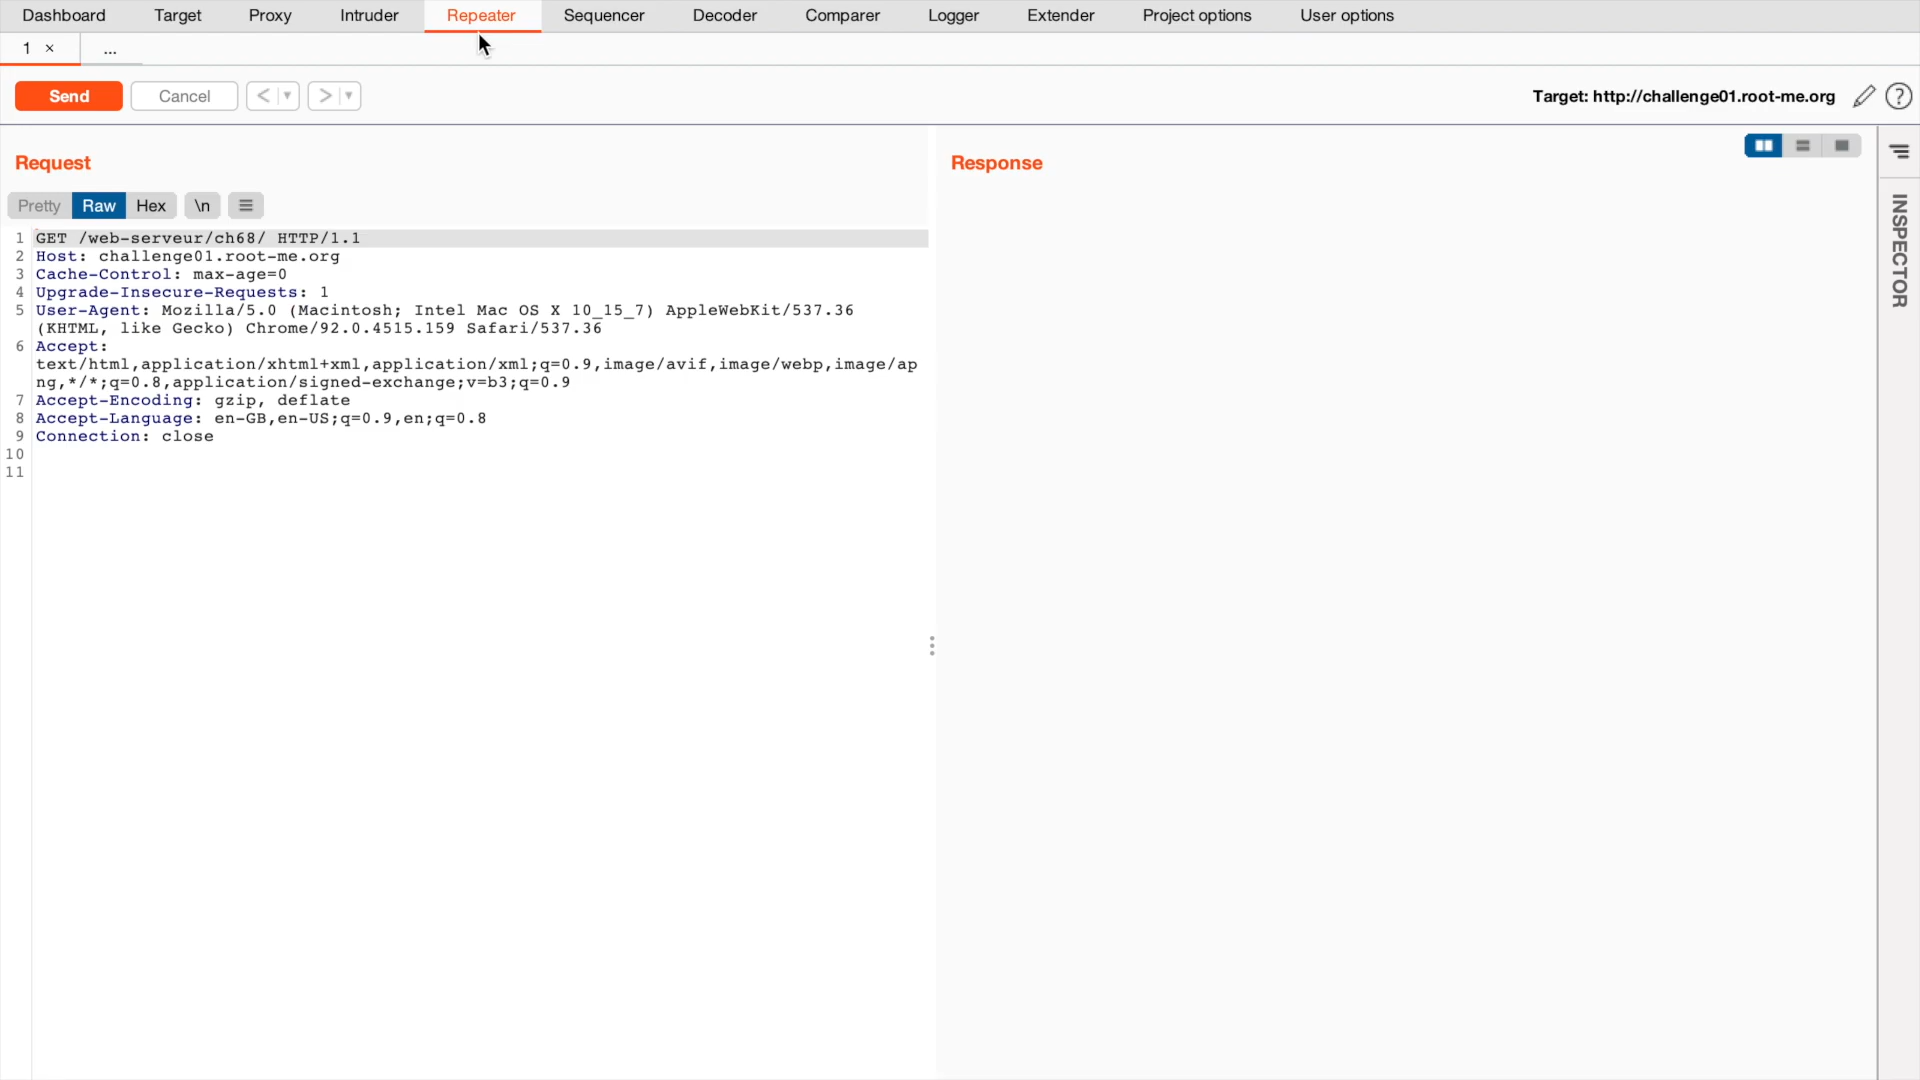 Dashboard Target Proxy Intruder Repeater Sequencer Decoder Comparer Logger Extender Project options User options
1 × ...
Send Cancel < > Target: http://challenge01.root-me.org ?
Request
Pretty Raw Hex \n
1 GET /web-serveur/ch68/ HTTP/1.1
2 Host: challenge01.root-me.org
3 Cache-Control: max-age=0
4 Upgrade-Insecure-Requests: 1
5 User-Agent: Mozilla/5.0 (Macintosh; Intel Mac OS X 10_15_7) AppleWebKit/537.36
(KHTML, like Gecko) Chrome/92.0.4515.159 Safari/537.36
6 Accept:
text/html,application/xhtml+xml,application/xml;q=0.9,image/avif,image/webp,image/ap
ng,*/*;q=0.8,application/signed-exchange;v=b3;q=0.9
7 Accept-Encoding: gzip, deflate
8 Accept-Language: en-GB,en-US;q=0.9,en;q=0.8
9 Connection: close
10
11
Response
INSPECTOR